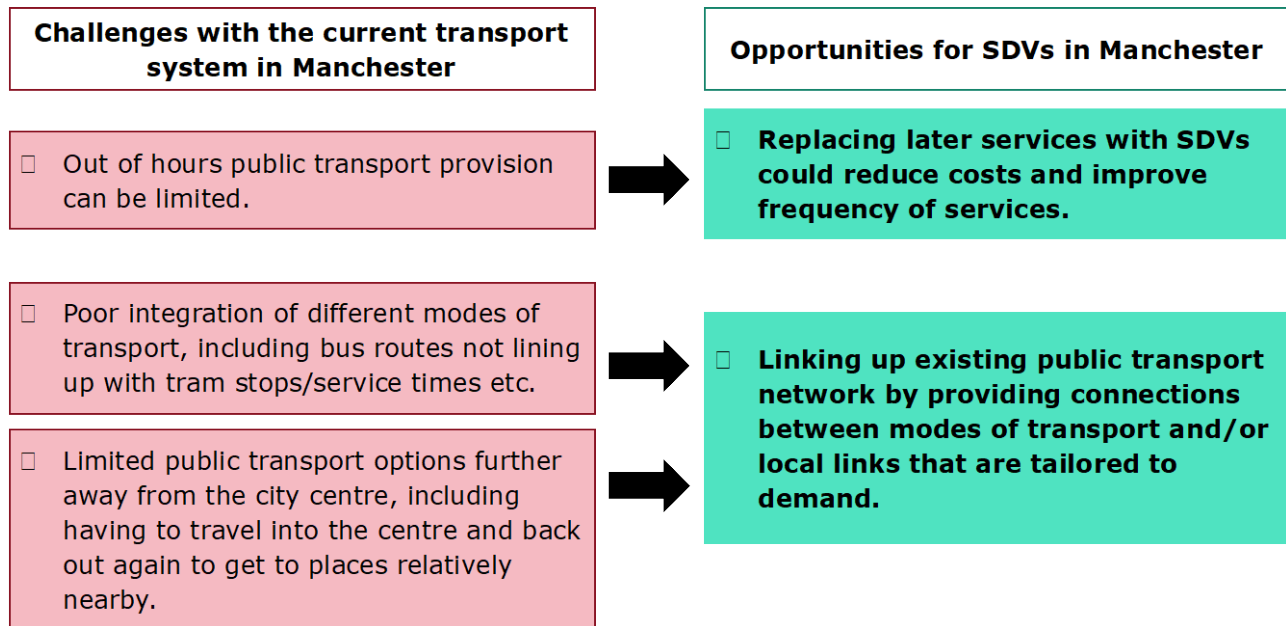 Challenges with the current transport
system in Manchester
Opportunities for SDVs in Manchester
Out of hours public transport provision
can be limited.
Replacing later services with SDVs
could reduce costs and improve
frequency of services.
Poor integration of different modes of
transport, including bus routes not lining
up with tram stops/service times etc.
Limited public transport options further
away from the city centre, including
having to travel into the centre and back
out again to get to places relatively
nearby.
Linking up existing public transport
network by providing connections
between modes of transport and/or
local links that are tailored to
demand.